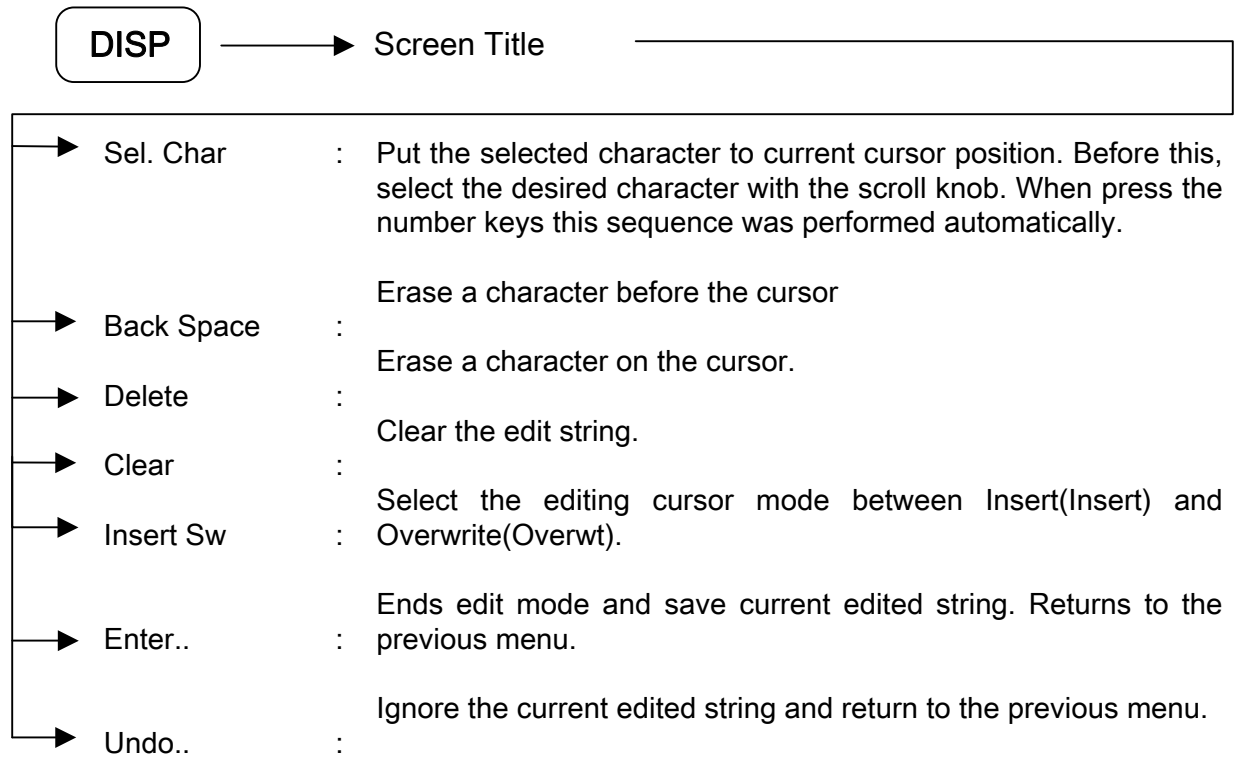 DISP Screen Title
Sel. Char : Put the selected character to current cursor position. Before this,
select the desired character with the scroll knob. When press the
number keys this sequence was performed automatically.
Erase a character before the cursor
Back Space :
Erase a character on the cursor.
Delete :
Clear the edit string.
Clear :
Select the editing cursor mode between Insert(Insert) and
Insert Sw : Overwrite(Overwt).
Ends edit mode and save current edited string. Returns to the
Enter.. : previous menu.
Ignore the current edited string and return to the previous menu.
Undo.. :